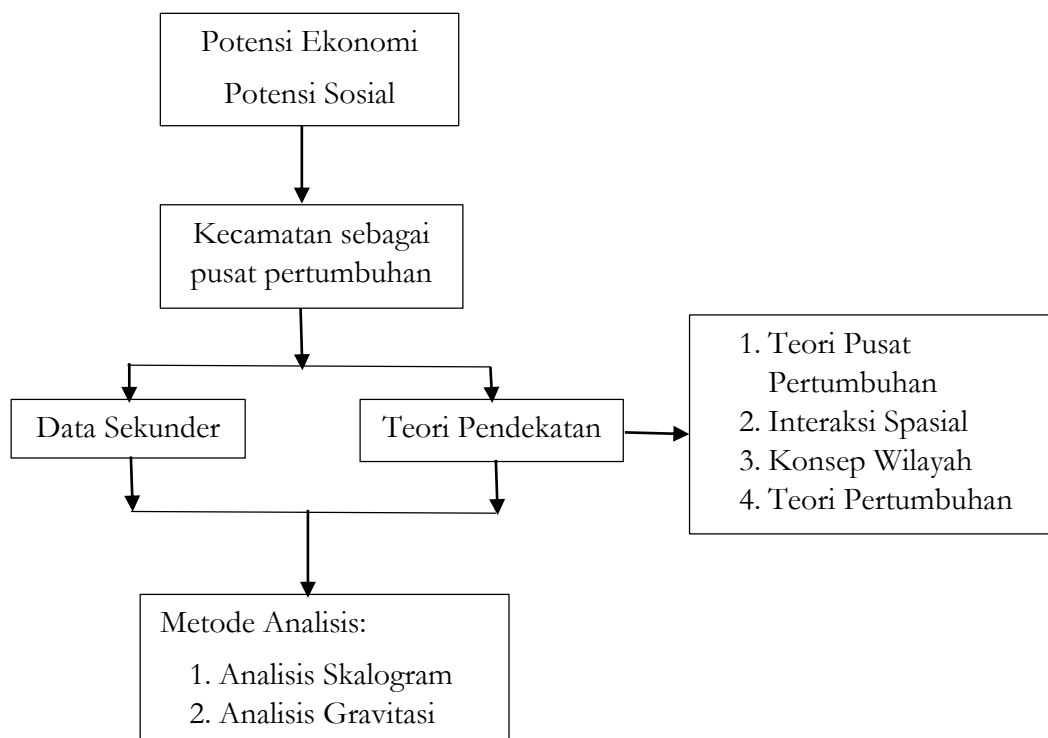 Potensi Ekonomi
Potensi Sosial
Kecamatan sebagai
pusat pertumbuhan
Data Sekunder
Teori Pendekatan
1. Teori Pusat
Pertumbuhan
2. Interaksi Spasial
3. Konsep Wilayah
4. Teori Pertumbuhan
Metode Analisis:
1. Analisis Skalogram
2. Analisis Gravitasi